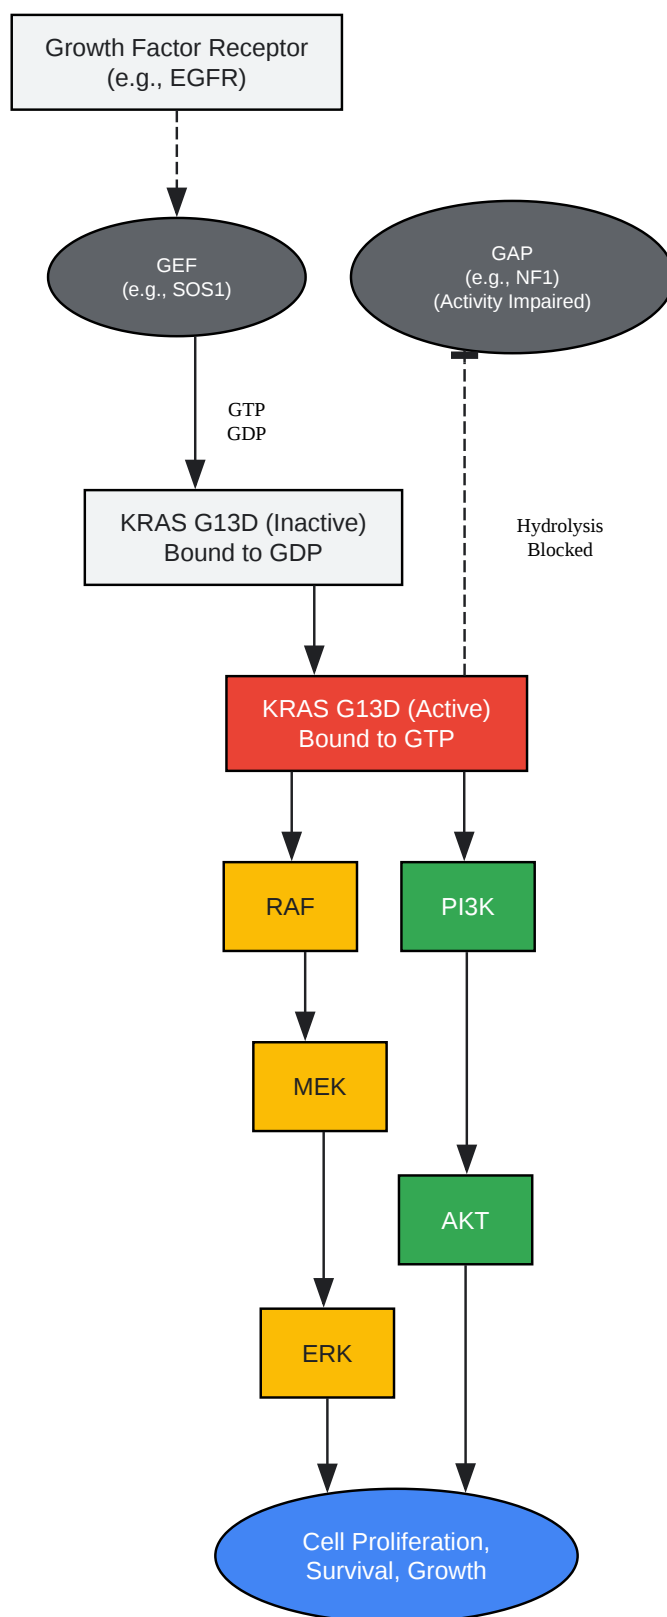 Growth Factor Receptor
(e.g., EGFR)
GEF
(e.g., SOS1)
GAP
(e.g., NF1)
(Activity Impaired)
GTP
GDP
KRAS G13D (Inactive)
Bound to GDP
Hydrolysis
Blocked
KRAS G13D (Active)
Bound to GTP
RAF
PI3K
MEK
AKT
ERK
Cell Proliferation,
Survival, Growth